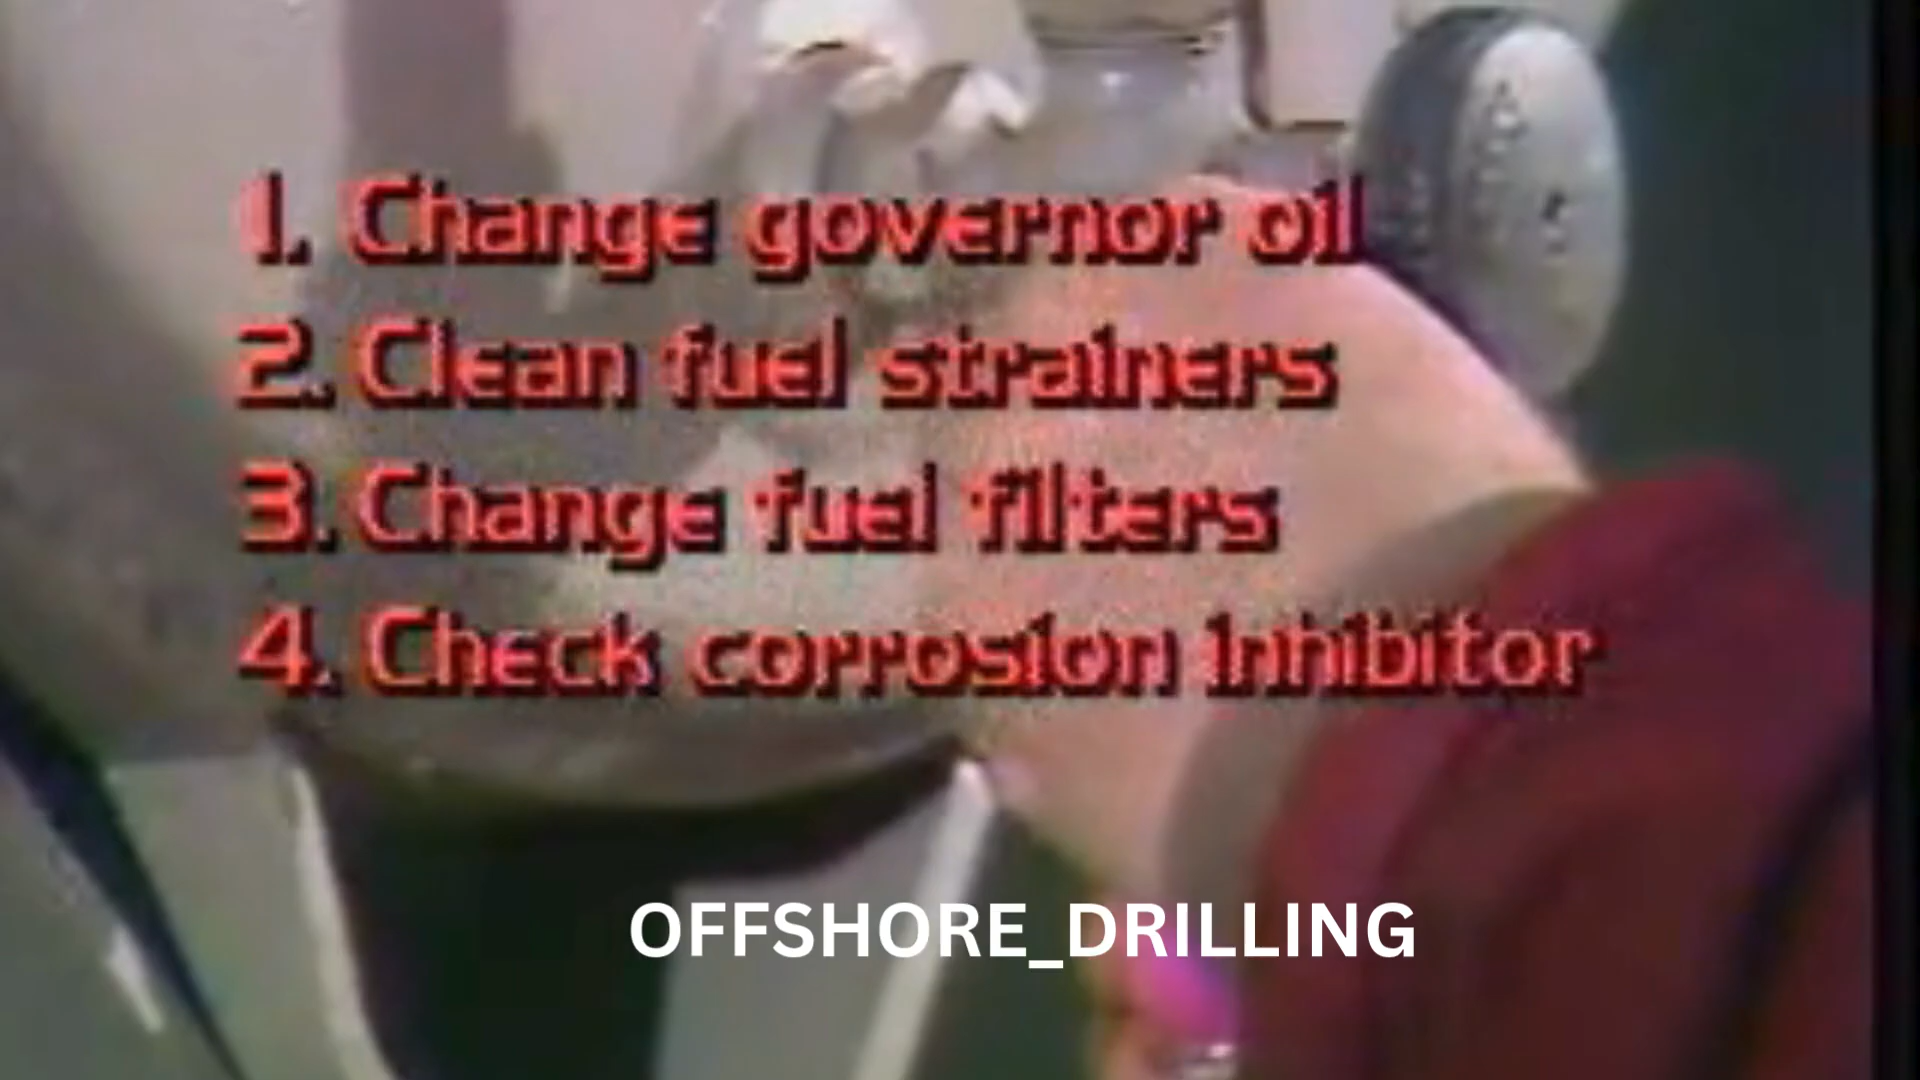 1. Change governor oil
2. Clean fuel strainers
3. Change fuel filters
4. Check corrosion inhibitor
OFFSHORE_DRILLING